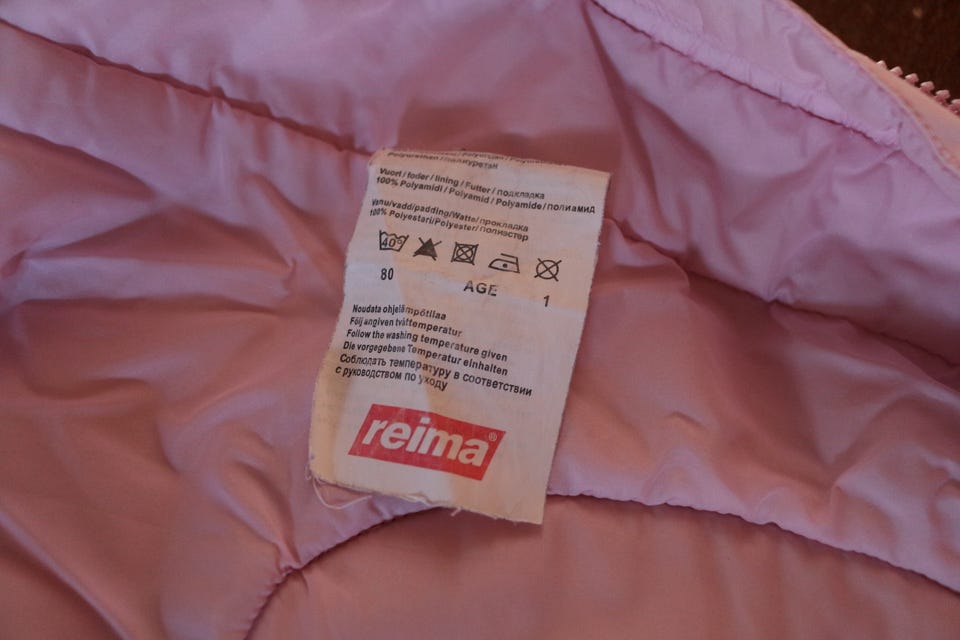 Polyurethan / полиуретан
Vuori / foder / lining / Futter / подкладка
100% Polyamidi / Polyamid / Polyamide / полиамид
Vanu/vadd/padding/Watte/прокладка
100% Polyesteri/Polyester/полиэстер
40°
80 AGE 1
Noudata ohjelämpötilaa
Följ angiven tvättemperatur
Follow the washing temperature given
Die vorgegebene Temperatur einhalten
Соблюдать температуру в соответствии
с руководством по уходу
reima®